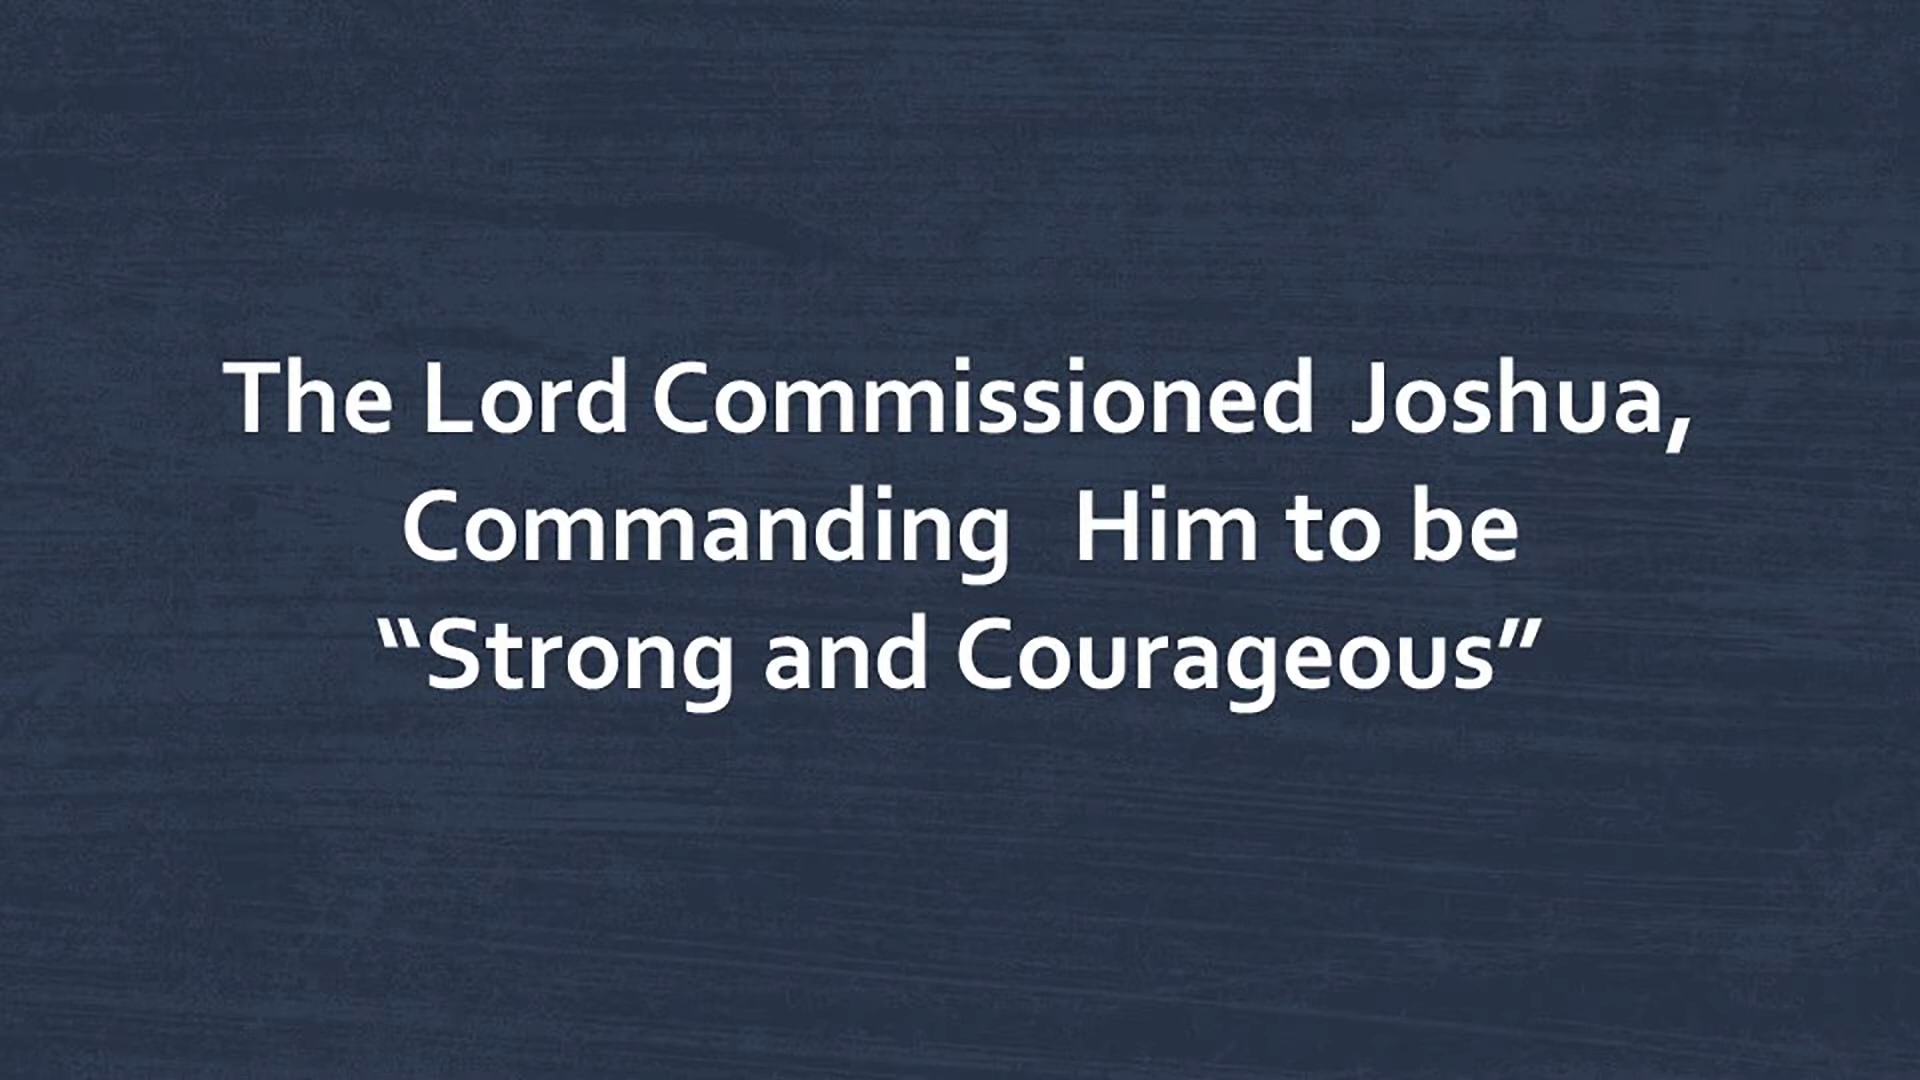 The Lord Commissioned Joshua,
Commanding Him to be
“Strong and Courageous”